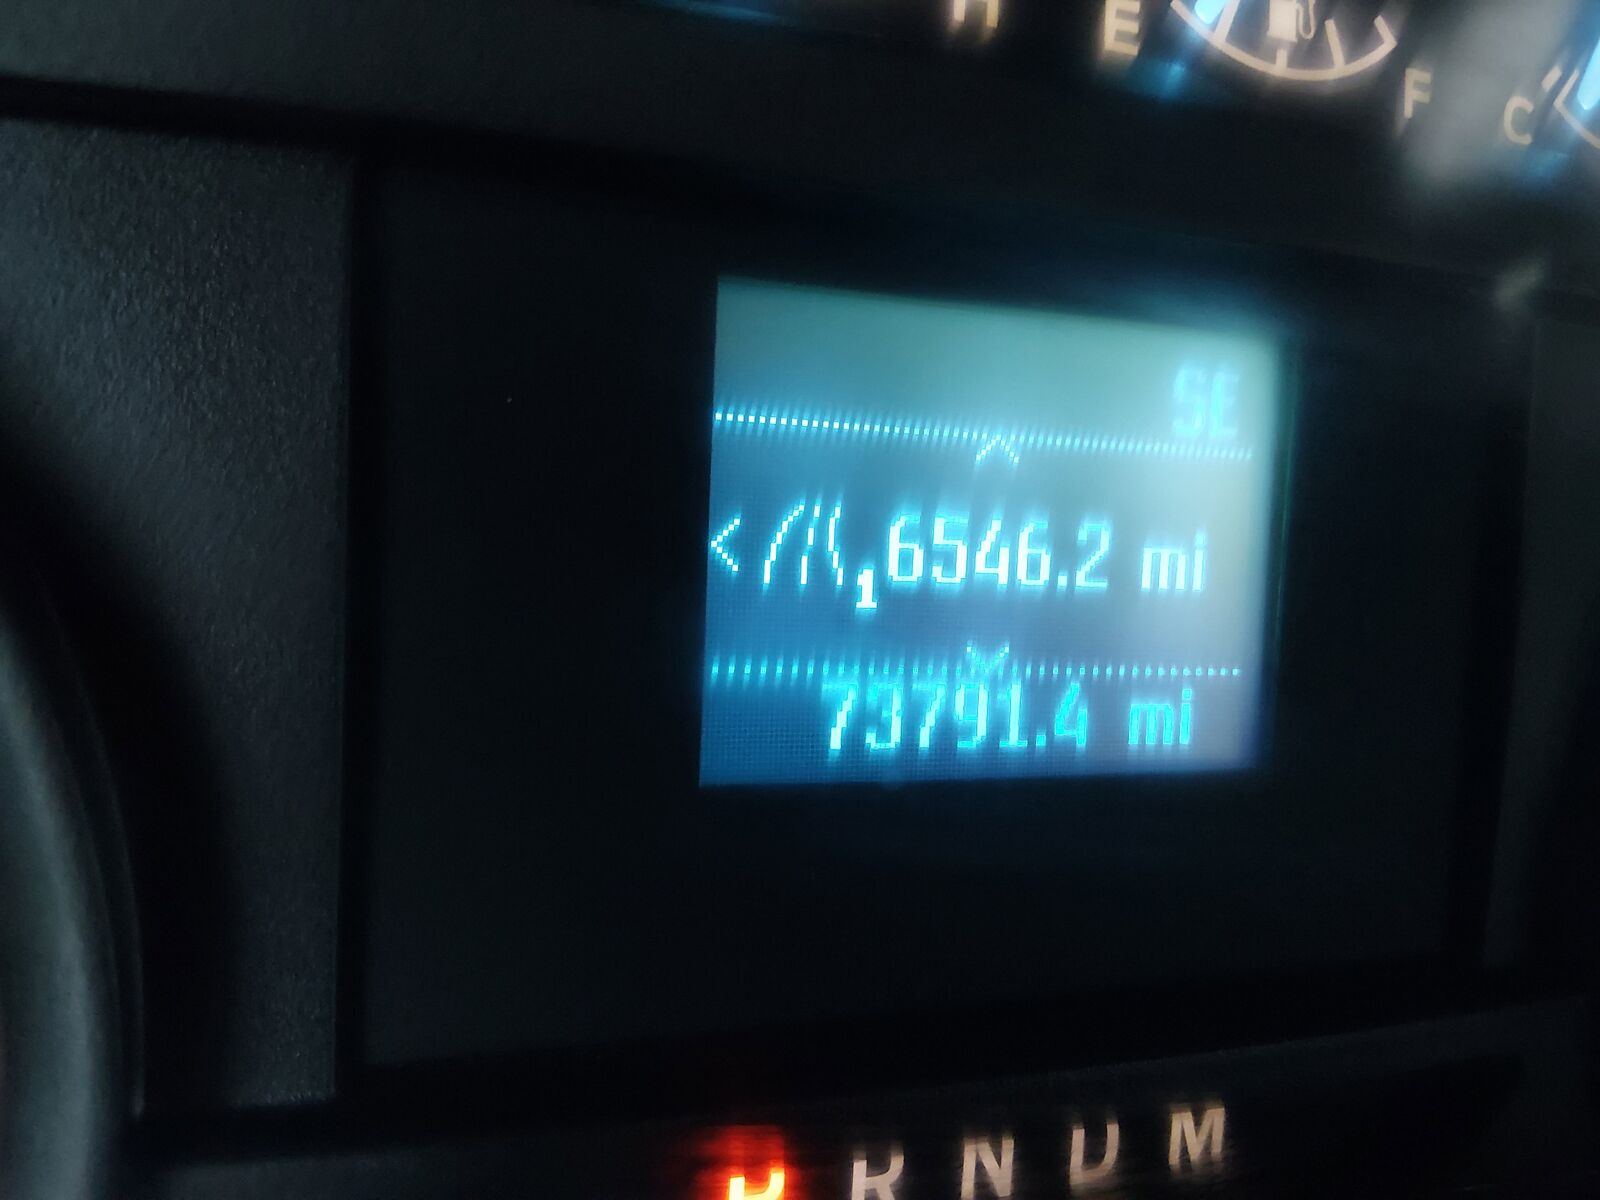 H E F C
SE
1 6546.2 mi
73791.4 mi
P R N D M